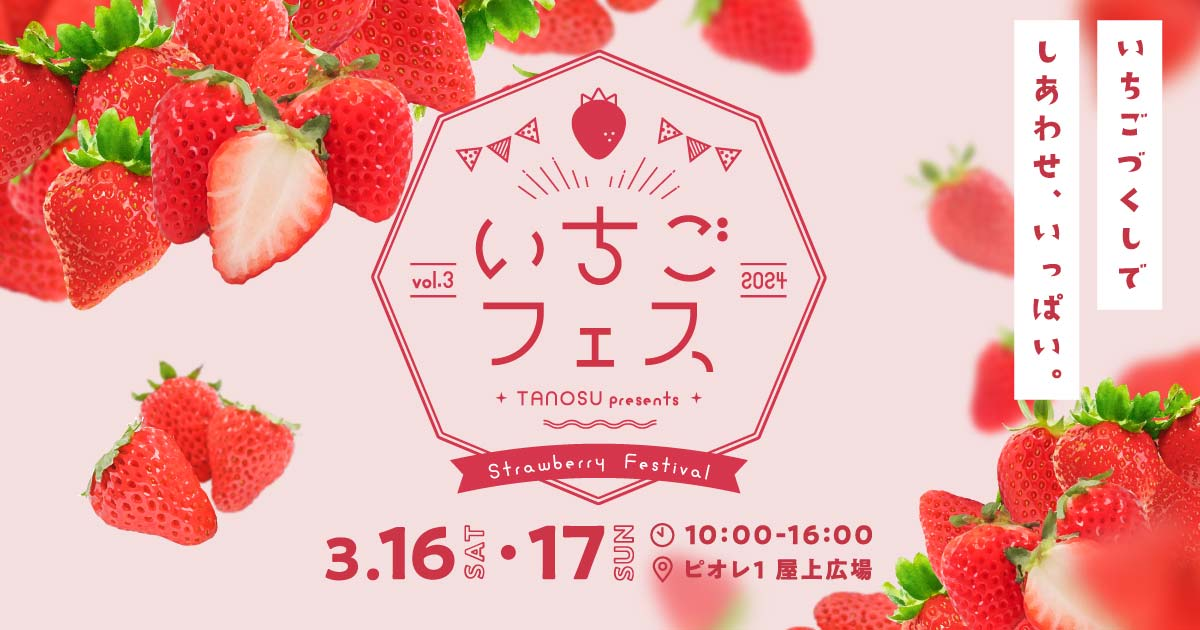 いちごづくしで
しあわせ、いっぱい。
いちご
vol.3
2024
フェス
TANOSU presents
Strawberry Festival
3.16 SAT・17 SUN
10:00-16:00
ピオレ1 屋上広場